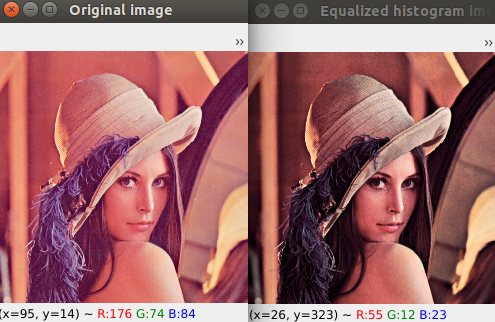 Original image
Equalized histogram im
(x=95, y=14) ~ R:176 G:74 B:84
(x=26, y=323) ~ R:55 G:12 B:23